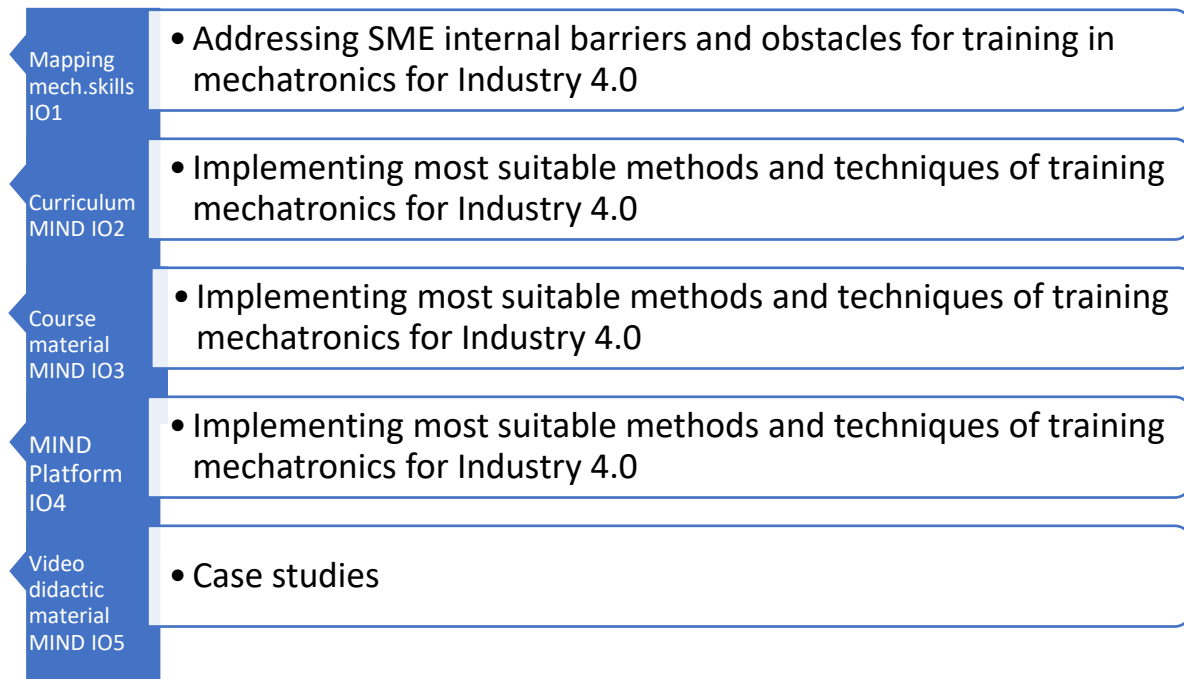 Mapping
mech.skills
IO1
• Addressing SME internal barriers and obstacles for training in
mechatronics for Industry 4.0
Curriculum
MIND IO2
• Implementing most suitable methods and techniques of training
mechatronics for Industry 4.0
Course
material
MIND IO3
• Implementing most suitable methods and techniques of training
mechatronics for Industry 4.0
MIND
Platform
IO4
• Implementing most suitable methods and techniques of training
mechatronics for Industry 4.0
Video
didactic
material
MIND IO5
• Case studies